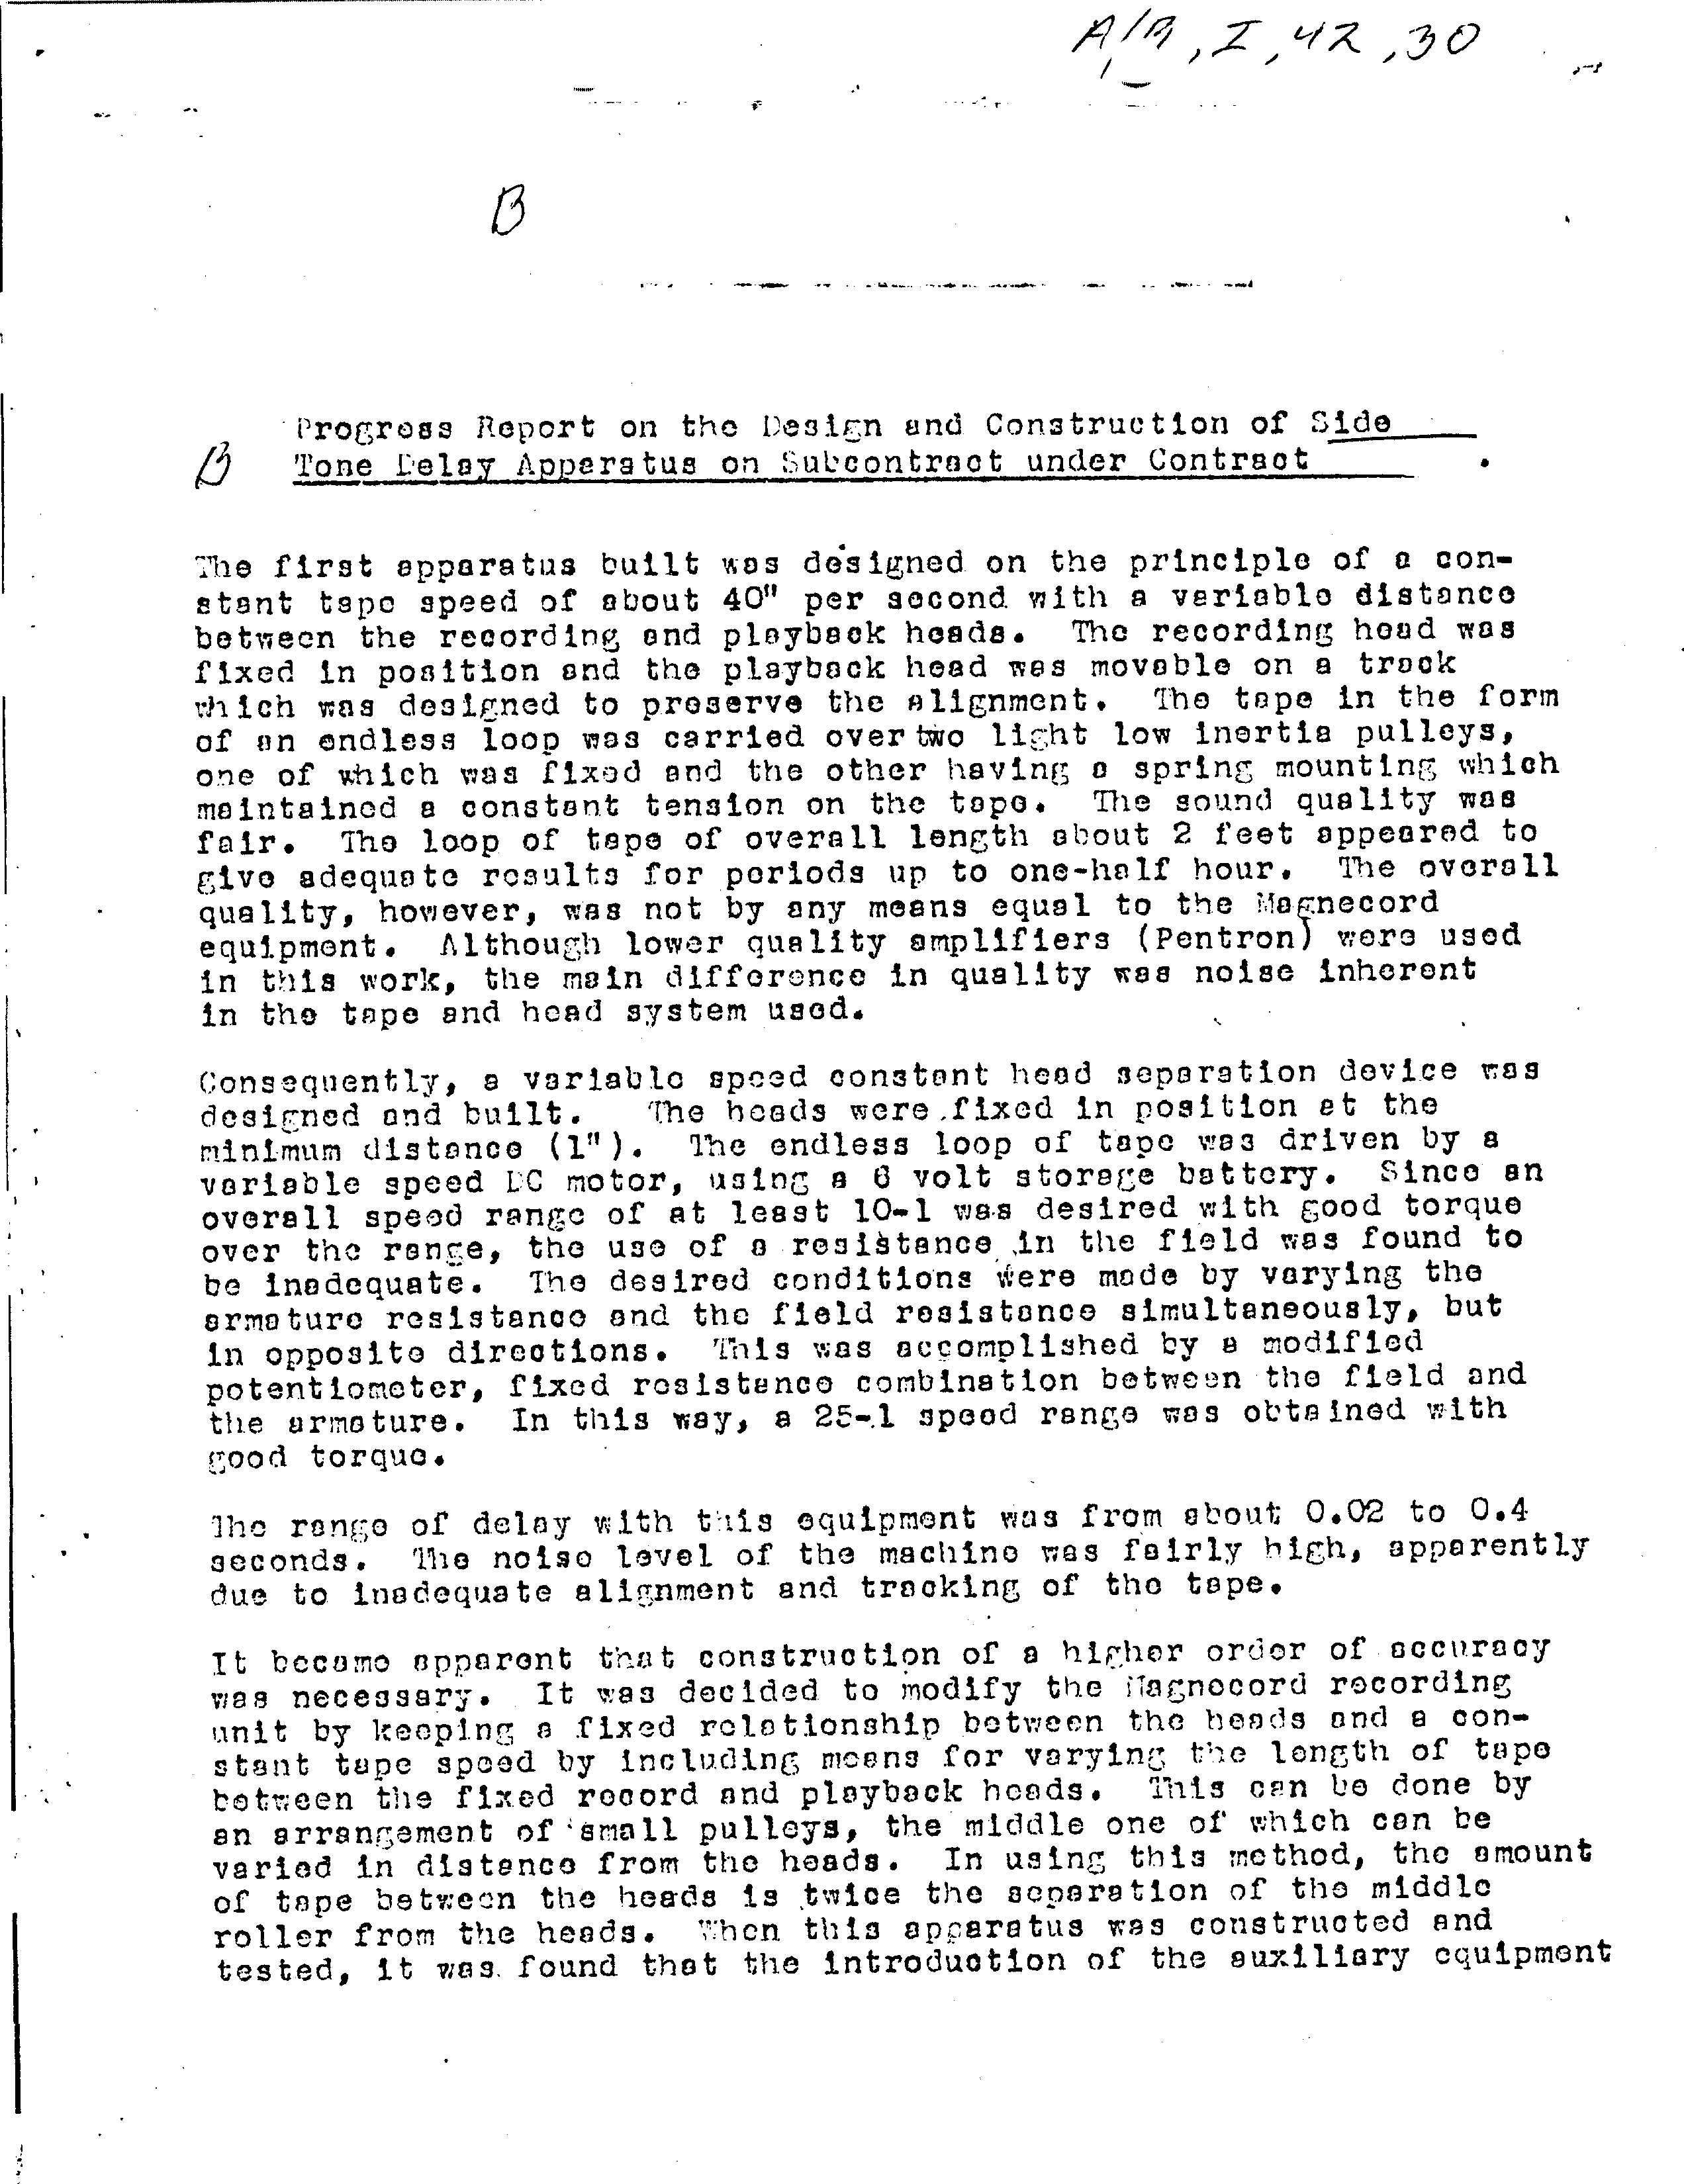 A/B, I, 42, 30
B
Progress Report on the Design and Construction of Side
B Tone Delay Apparatus on Subcontract under Contract .
The first apparatus built was designed on the principle of a con-
stant tape speed of about 40" per second with a variable distance
between the recording and playback heads. The recording head was
fixed in position and the playback head was movable on a track
which was designed to preserve the alignment. The tape in the form
of an endless loop was carried over two light low inertia pulleys,
one of which was fixed and the other having a spring mounting which
maintained a constant tension on the tape. The sound quality was
fair. The loop of tape of overall length about 2 feet appeared to
give adequate results for periods up to one-half hour. The overall
quality, however, was not by any means equal to the Magnecord
equipment. Although lower quality amplifiers (Pentron) were used
in this work, the main difference in quality was noise inherent
in the tape and head system used.
Consequently, a variable speed constant head separation device was
designed and built. The heads were fixed in position at the
minimum distance (1"). The endless loop of tape was driven by a
variable speed DC motor, using a 6 volt storage battery. Since an
overall speed range of at least 10-1 was desired with good torque
over the range, the use of a resistance in the field was found to
be inadequate. The desired conditions were made by varying the
armature resistance and the field resistance simultaneously, but
in opposite directions. This was accomplished by a modified
potentiometer, fixed resistance combination between the field and
the armature. In this way, a 25-1 speed range was obtained with
good torque.
The range of delay with this equipment was from about 0.02 to 0.4
seconds. The noise level of the machine was fairly high, apparently
due to inadequate alignment and tracking of the tape.
It became apparent that construction of a higher order of accuracy
was necessary. It was decided to modify the Magnecord recording
unit by keeping a fixed relationship between the heads and a con-
stant tape speed by including means for varying the length of tape
between the fixed record and playback heads. This can be done by
an arrangement of small pulleys, the middle one of which can be
varied in distance from the heads. In using this method, the amount
of tape between the heads is twice the separation of the middle
roller from the heads. When this apparatus was constructed and
tested, it was found that the introduction of the auxiliary equipment